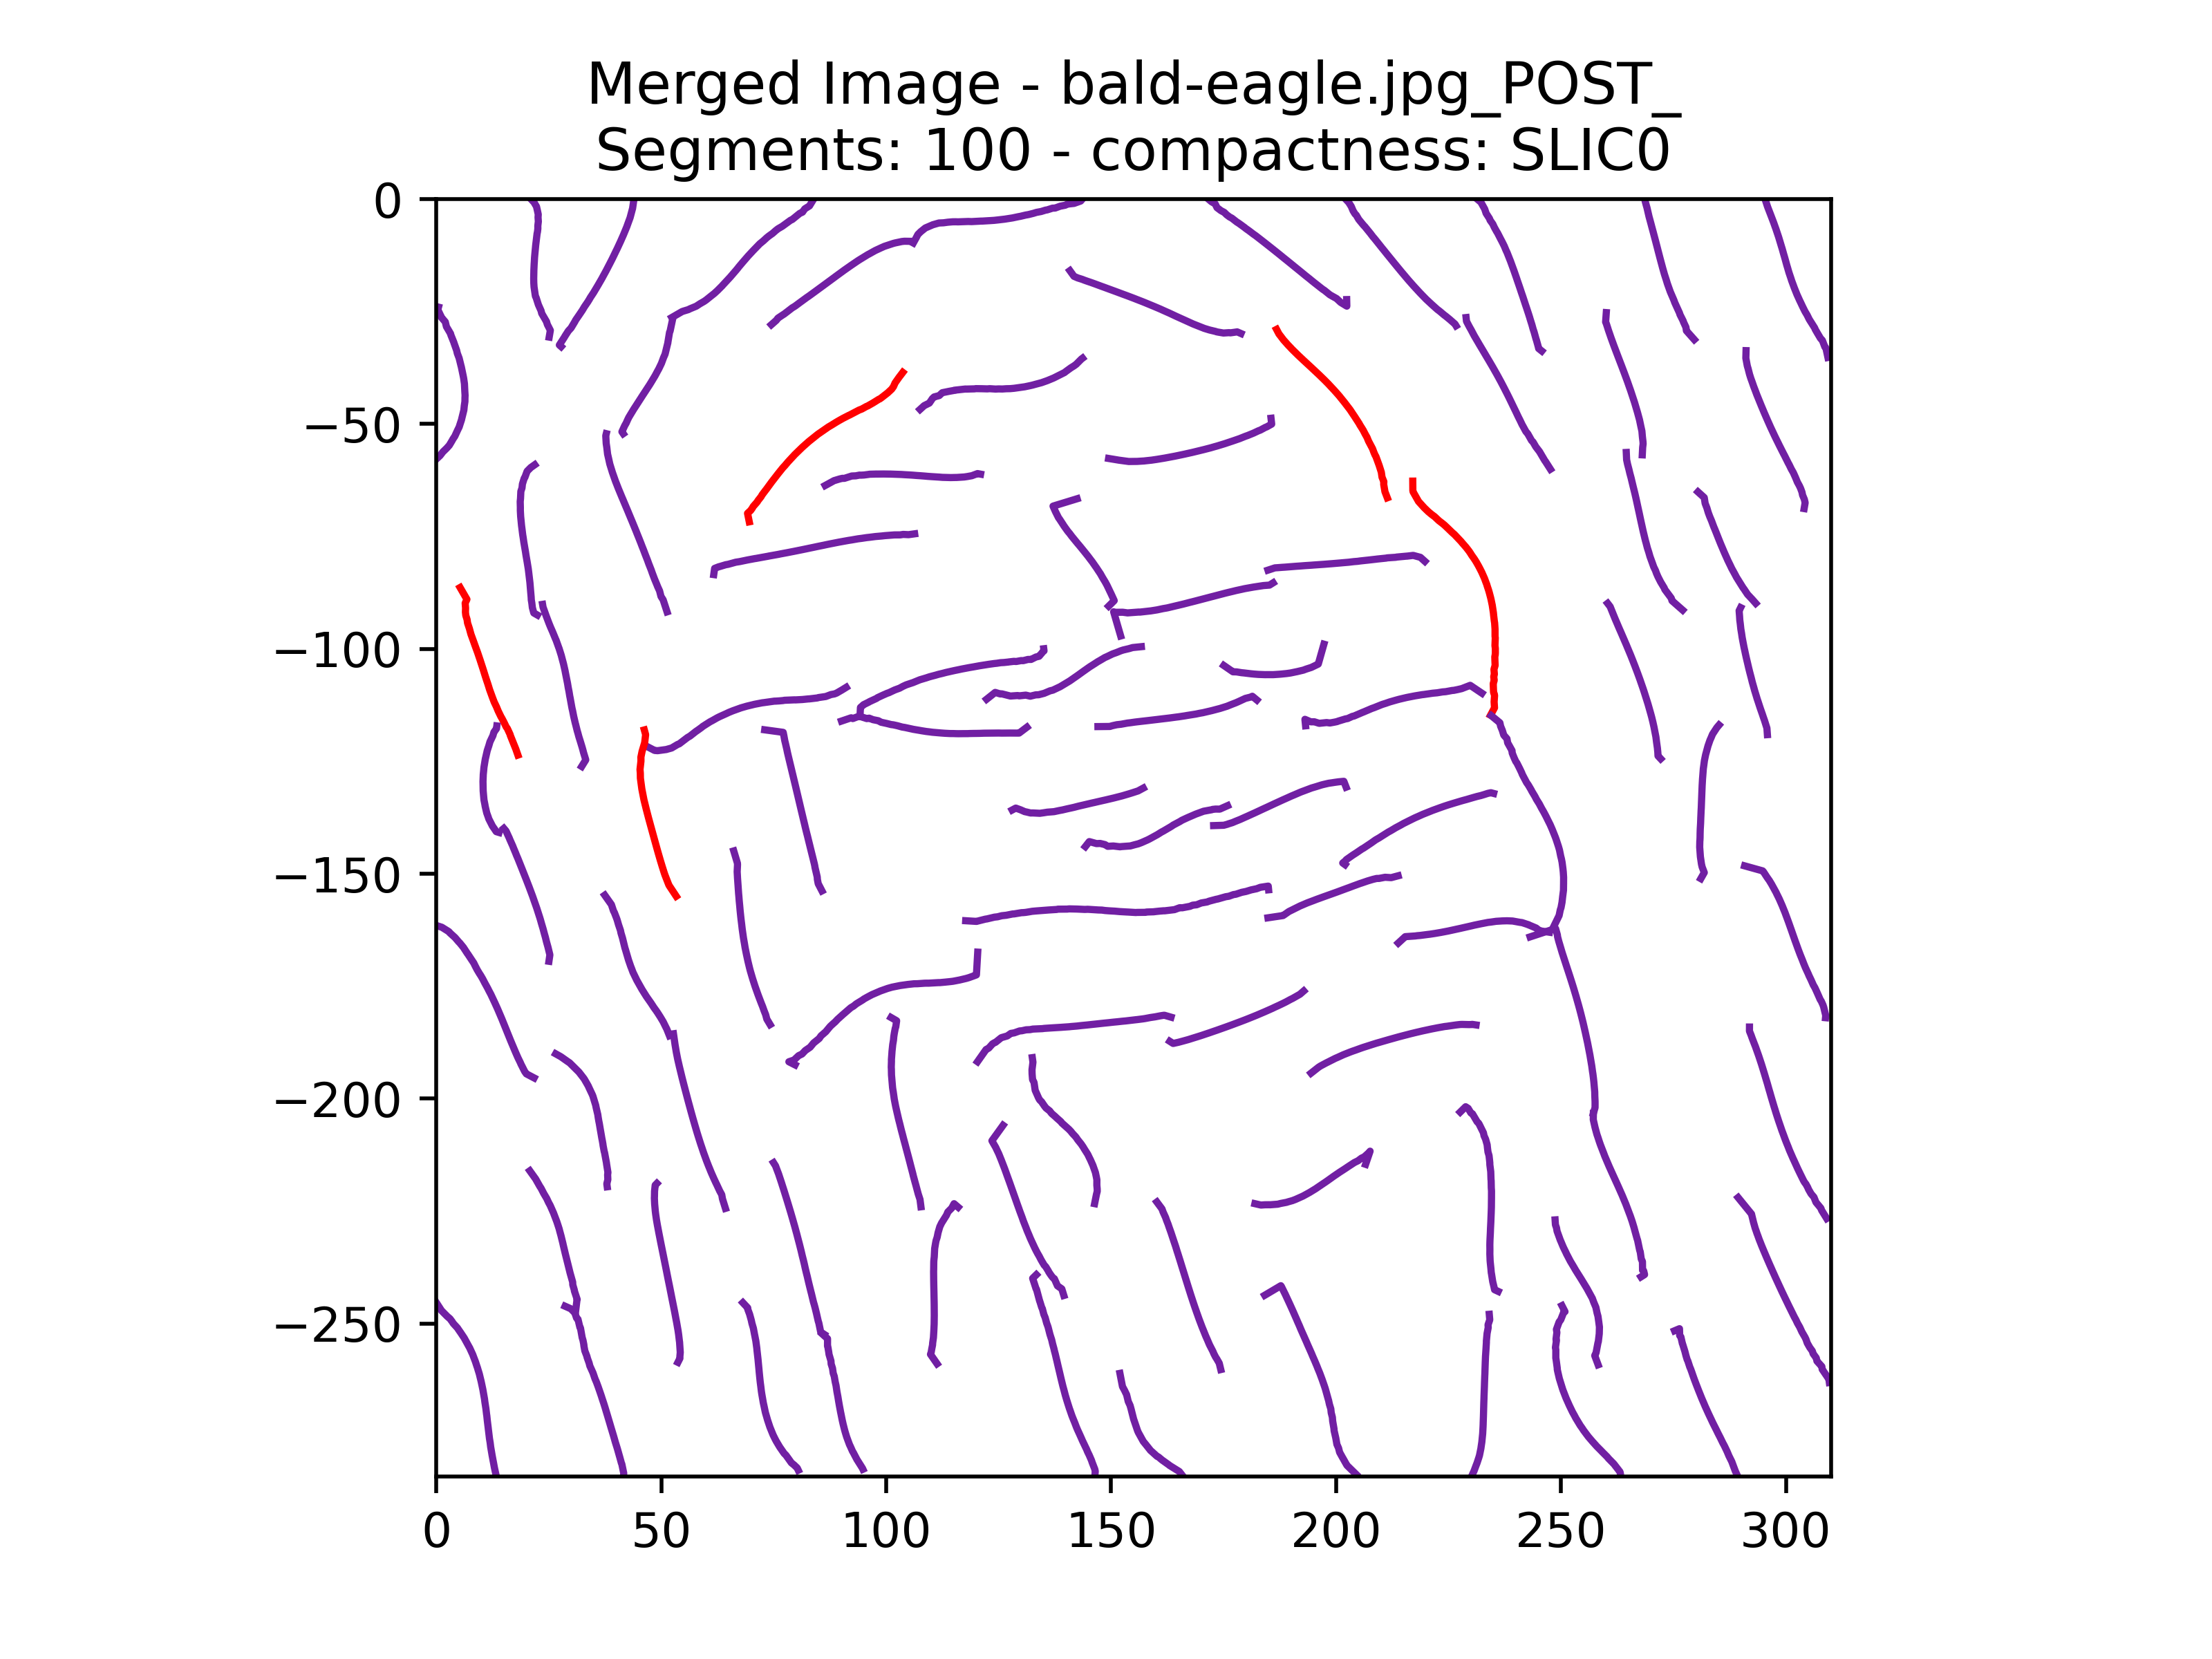 Merged Image - bald-eagle.jpg_POST_
Segments: 100 - compactness: SLIC0
0
−50
−100
−150
−200
−250
0 50 100 150 200 250 300